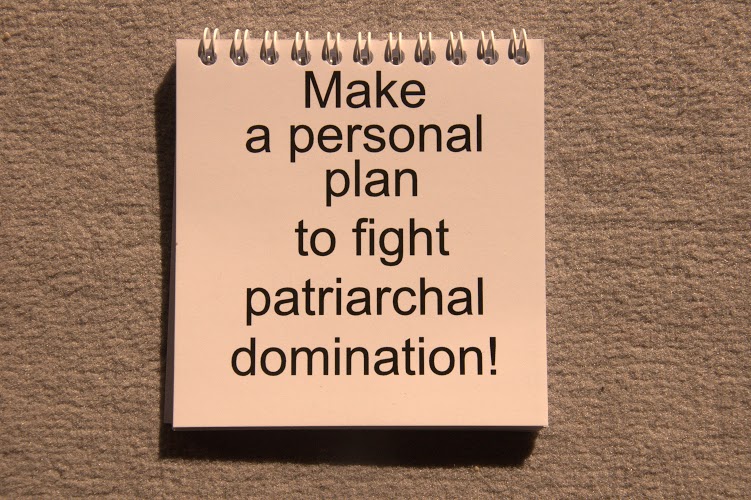 Make
a personal
plan
to fight
patriarchal
domination!